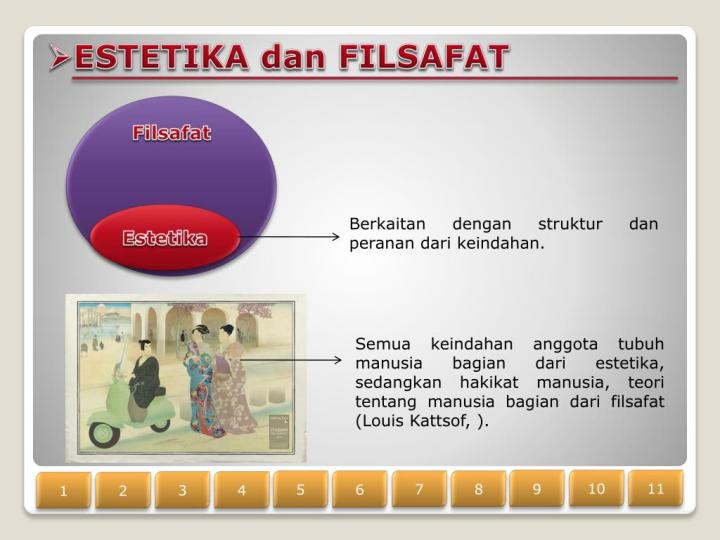 ➢ESTETIKA dan FILSAFAT
Filsafat
Estetika
Berkaitan dengan struktur dan
peranan dari keindahan.
Semua keindahan anggota tubuh
manusia bagian dari estetika,
sedangkan hakikat manusia, teori
tentang manusia bagian dari filsafat
(Louis Kattsof, ).
1 2 3 4 5 6 7 8 9 10 11